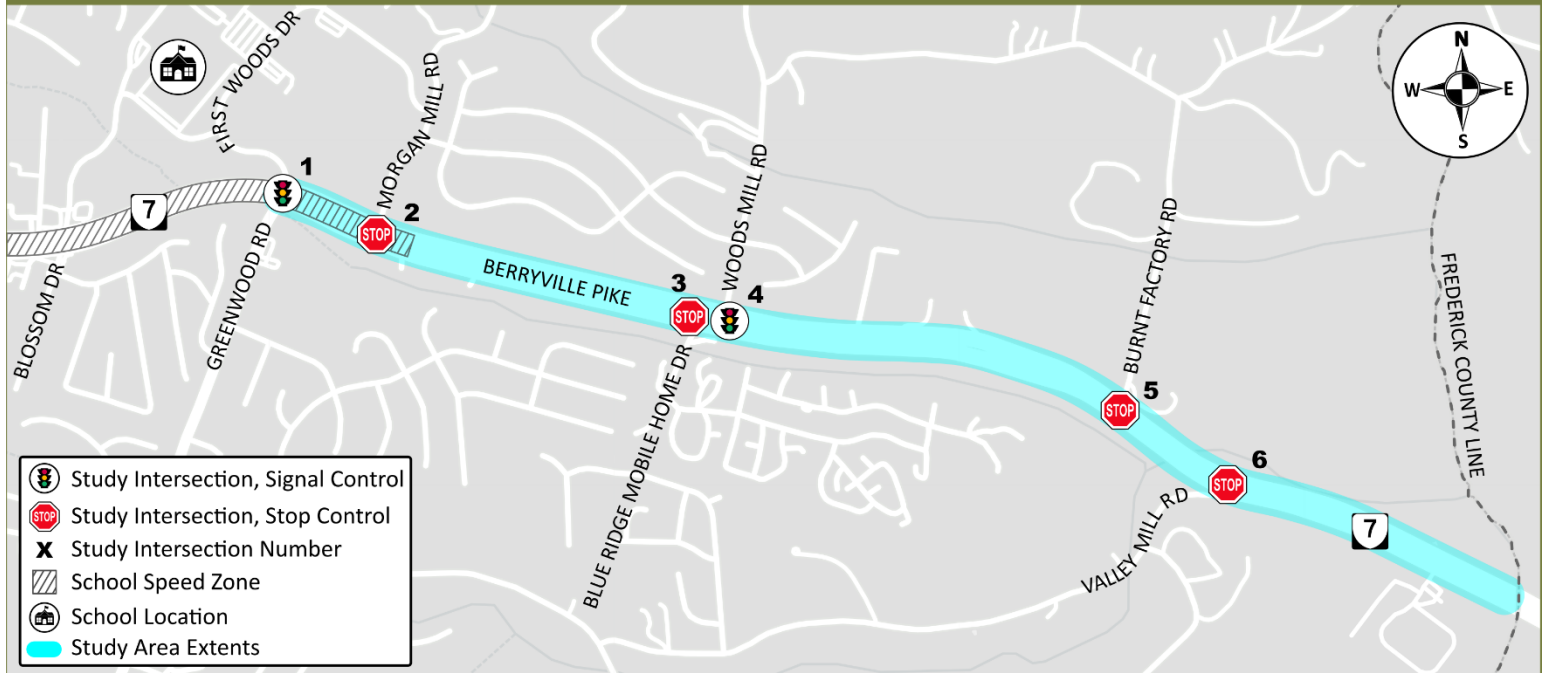 FIRST WOODS DR
MORGAN MILL RD
N
W
E
S
1
7
2
GREENWOOD RD
BLOSSOM DR
BERRYVILLE PIKE
WOODS MILL RD
3
4
STOP
STOP
BLUE RIDGE MOBILE HOME DR
BURNT FACTORY RD
5
STOP
FREDERICK COUNTY LINE
6
STOP
VALLEY MILL RD
7
Study Intersection, Signal Control
STOP
Study Intersection, Stop Control
X
Study Intersection Number
School Speed Zone
School Location
Study Area Extents